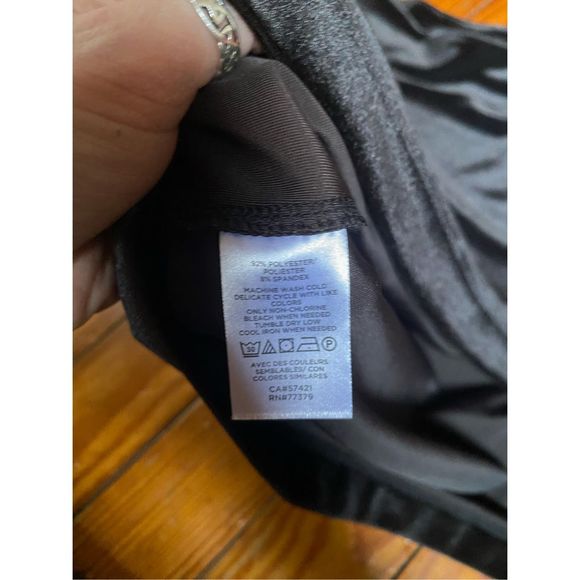 92% POLYESTER/
POLIESTER
8% SPANDEX
MACHINE WASH COLD
DELICATE CYCLE WITH LIKE
COLORS
ONLY NON-CHLORINE
BLEACH WHEN NEEDED
TUMBLE DRY LOW
COOL IRON WHEN NEEDED
30 P
AVEC DES COULEURS
SEMBLABLES/ CON
COLORES SIMILARES
CA#57421
RN#77379